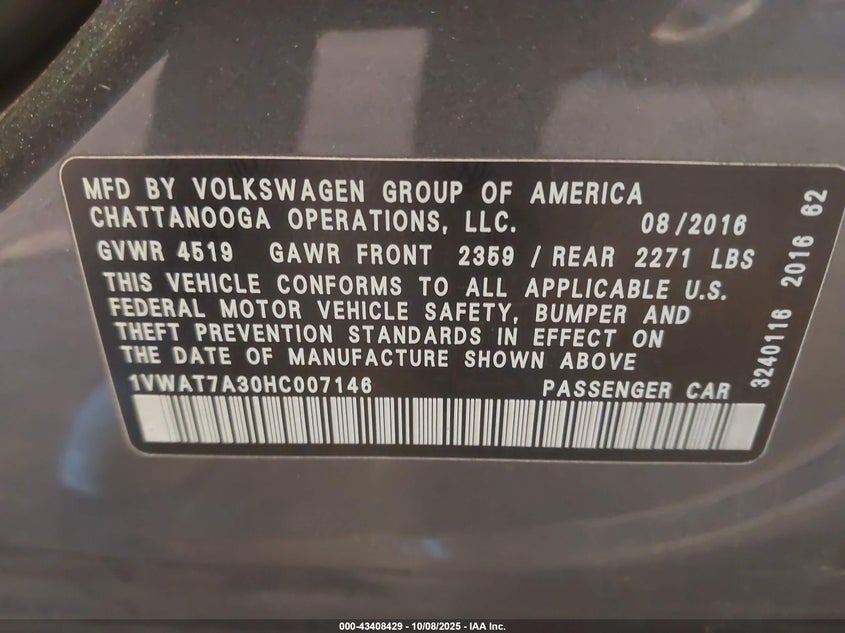 MFD BY VOLKSWAGEN GROUP OF AMERICA
CHATTANOOGA OPERATIONS, LLC. 08/2016
GVWR 4519 GAWR FRONT 2359 / REAR 2271 LBS
THIS VEHICLE CONFORMS TO ALL APPLICABLE U.S.
FEDERAL MOTOR VEHICLE SAFETY, BUMPER AND
THEFT PREVENTION STANDARDS IN EFFECT ON
THE DATE OF MANUFACTURE SHOWN ABOVE
1VWAT7A30HC007146 PASSENGER CAR
3240116 2016 62
000-43408429 - 10/08/2025 - IAA Inc.